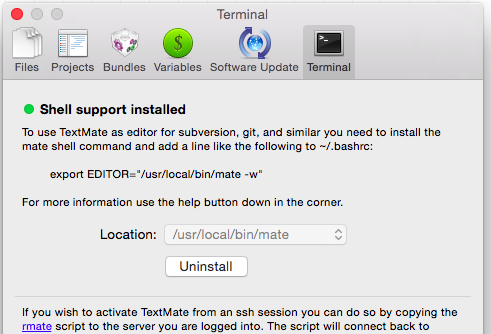 Terminal
Files Projects Bundles Variables Software Update Terminal
Shell support installed
To use TextMate as editor for subversion, git, and similar you need to install the
mate shell command and add a line like the following to ~/.bashrc:
export EDITOR="/usr/local/bin/mate -w"
For more information use the help button down in the corner.
Location: /usr/local/bin/mate
Uninstall
If you wish to activate TextMate from an ssh session you can do so by copying the
rmate script to the server you are logged into. The script will connect back to